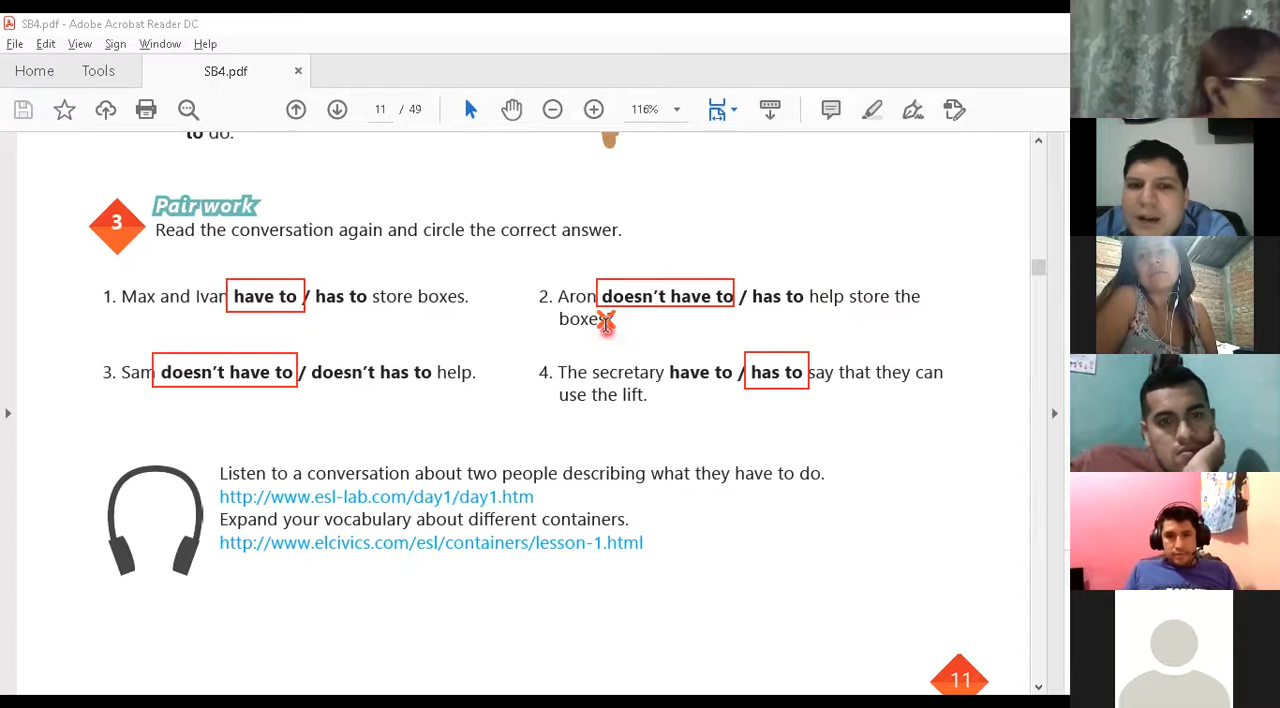 SB4.pdf - Adobe Acrobat Reader DC
File Edit View Sign Window Help
Home Tools SB4.pdf ×
11 / 49 116%
to do.
3 Pair work
Read the conversation again and circle the correct answer.
1. Max and Ivan have to / has to store boxes.
2. Aron doesn't have to / has to help store the
boxes
3. Sam doesn't have to / doesn't has to help.
4. The secretary have to / has to say that they can
use the lift.
Listen to a conversation about two people describing what they have to do.
http://www.esl-lab.com/day1/day1.htm
Expand your vocabulary about different containers.
http://www.elcivics.com/esl/containers/lesson-1.html
11